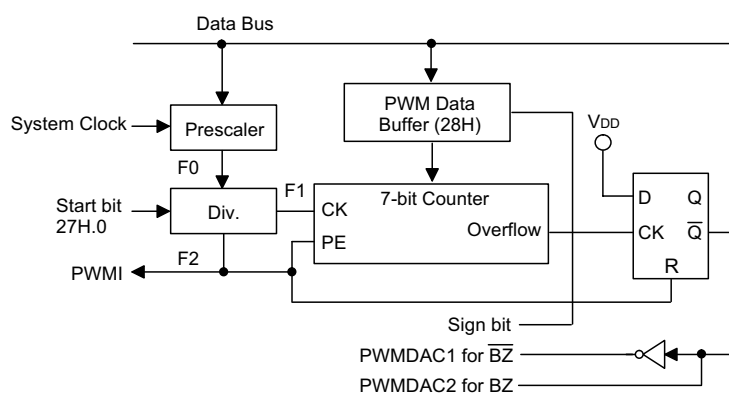 Data Bus
System Clock
Prescaler
PWM Data
Buffer (28H)
VDD
F0
Start bit
27H.0
Div.
F1
7-bit Counter
CK
PE
Overflow
D
Q
CK
Q̅
R
F2
PWMI
Sign bit
PWMDAC1 for B̅Z̅
PWMDAC2 for BZ